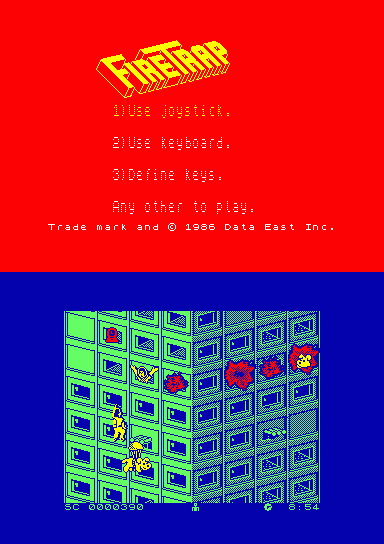 FIRETRAP
1)Use joystick.
2)Use keyboard.
3)Define keys.
Any other to play.
Trade mark and © 1986 Data East Inc.
SC 0000390 8:54